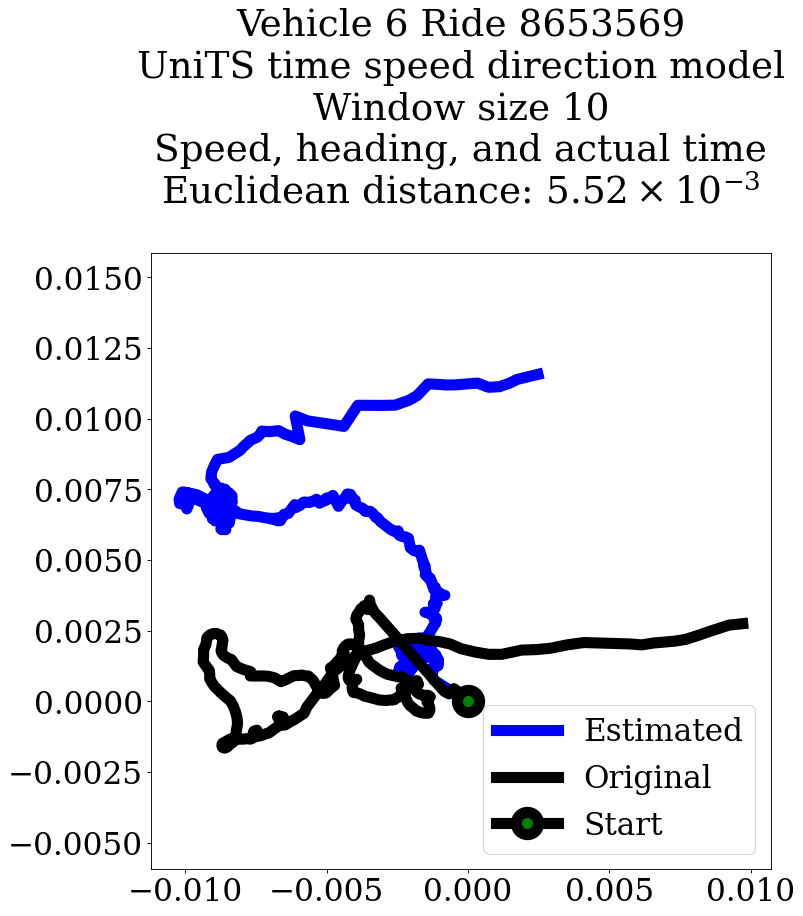 Vehicle 6 Ride 8653569
UniTS time speed direction model
Window size 10
Speed, heading, and actual time
Euclidean distance: 5.52 × 10⁻³
0.0150
0.0125
0.0100
0.0075
0.0050
0.0025
0.0000
−0.0025
−0.0050
Estimated
Original
Start
−0.010 −0.005 0.000 0.005 0.010